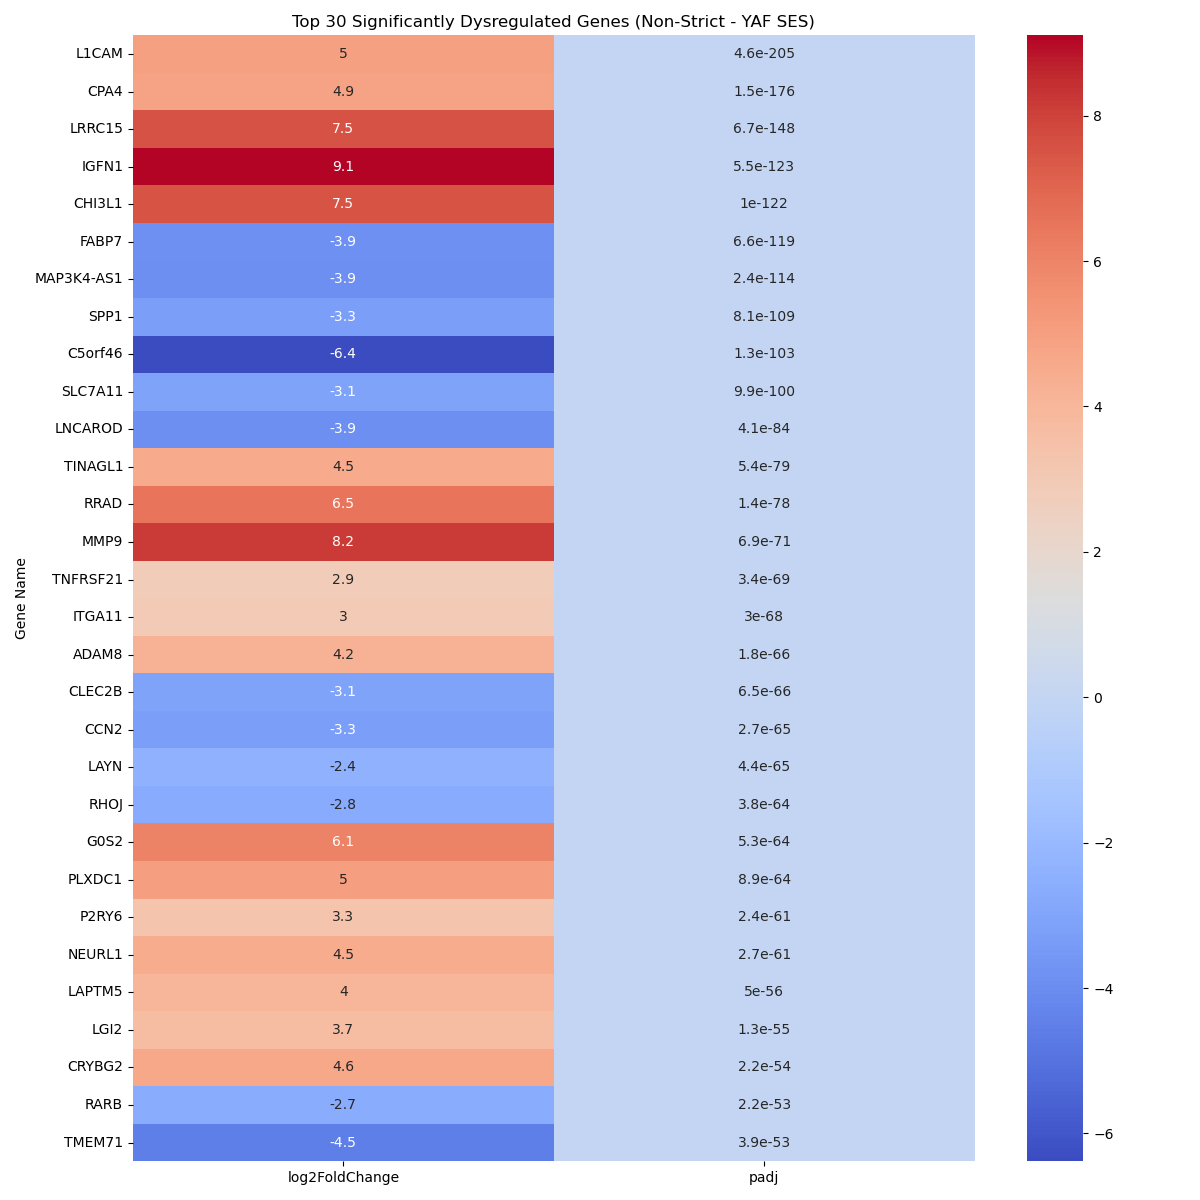 Top 30 Significantly Dysregulated Genes (Non-Strict - YAF SES)
Gene Name
L1CAM 5 4.6e-205
CPA4 4.9 1.5e-176
LRRC15 7.5 6.7e-148
IGFN1 9.1 5.5e-123
CHI3L1 7.5 1e-122
FABP7 -3.9 6.6e-119
MAP3K4-AS1 -3.9 2.4e-114
SPP1 -3.3 8.1e-109
C5orf46 -6.4 1.3e-103
SLC7A11 -3.1 9.9e-100
LNCAROD -3.9 4.1e-84
TINAGL1 4.5 5.4e-79
RRAD 6.5 1.4e-78
MMP9 8.2 6.9e-71
TNFRSF21 2.9 3.4e-69
ITGA11 3 3e-68
ADAM8 4.2 1.8e-66
CLEC2B -3.1 6.5e-66
CCN2 -3.3 2.7e-65
LAYN -2.4 4.4e-65
RHOJ -2.8 3.8e-64
G0S2 6.1 5.3e-64
PLXDC1 5 8.9e-64
P2RY6 3.3 2.4e-61
NEURL1 4.5 2.7e-61
LAPTM5 4 5e-56
LGI2 3.7 1.3e-55
CRYBG2 4.6 2.2e-54
RARB -2.7 2.2e-53
TMEM71 -4.5 3.9e-53
log2FoldChange padj
8
6
4
2
0
−2
−4
−6